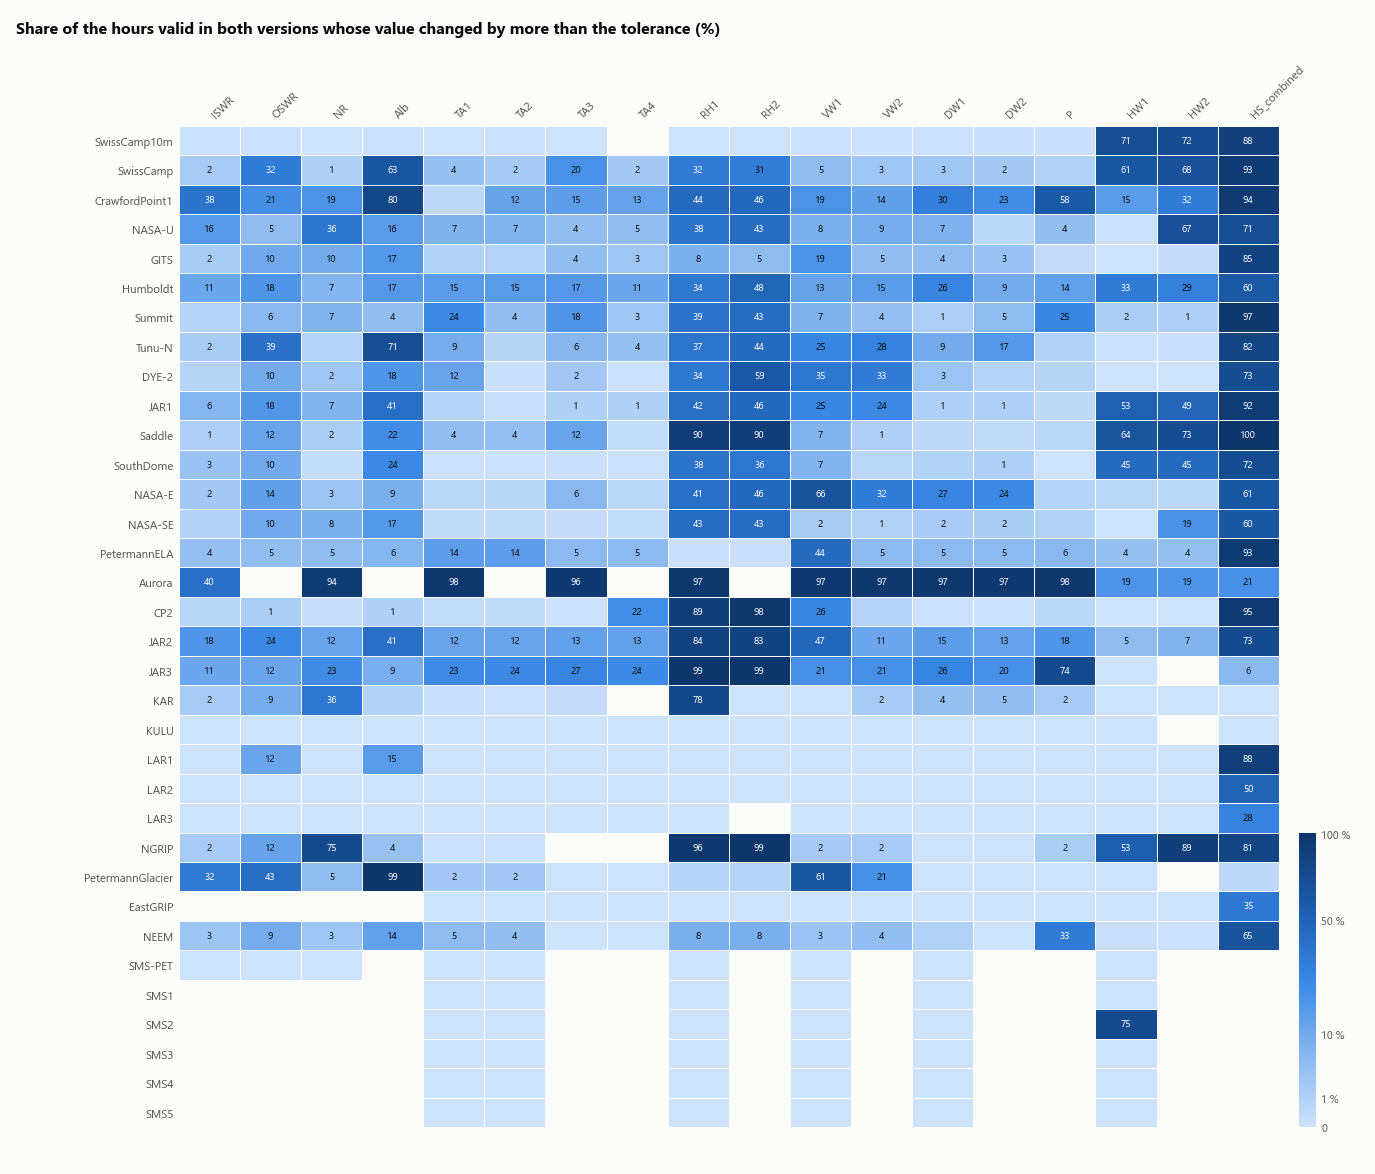 Share of the hours valid in both versions whose value changed by more than the tolerance (%)
ISWR OSWR NR Alb TA1 TA2 TA3 TA4 RH1 RH2 VW1 VW2 DW1 DW2 P HW1 HW2 HS_combined
SwissCamp10m 71 72 88
SwissCamp 2 32 1 63 4 2 20 2 32 31 5 3 3 2 61 68 93
CrawfordPoint1 38 21 19 80 12 15 13 44 46 19 14 30 23 58 15 32 94
NASA-U 16 5 36 16 7 7 4 5 38 43 8 9 7 4 67 71
GITS 2 10 10 17 4 3 8 5 19 5 4 3 85
Humboldt 11 18 7 17 15 15 17 11 34 48 13 15 26 9 14 33 29 60
Summit 6 7 4 24 4 18 3 39 43 7 4 1 5 25 2 1 97
Tunu-N 2 39 71 9 6 4 37 44 25 28 9 17 82
DYE-2 10 2 18 12 2 34 59 35 33 3 73
JAR1 6 18 7 41 1 1 42 46 25 24 1 1 53 49 92
Saddle 1 12 2 22 4 4 12 90 90 7 1 64 73 100
SouthDome 3 10 24 38 36 7 1 45 45 72
NASA-E 2 14 3 9 6 41 46 66 32 27 24 61
NASA-SE 10 8 17 43 43 2 1 2 2 19 60
PetermannELA 4 5 5 6 14 14 5 5 44 5 5 5 6 4 4 93
Aurora 40 94 98 96 97 97 97 97 97 98 19 19 21
CP2 1 1 22 89 98 26 95
JAR2 18 24 12 41 12 12 13 13 84 83 47 11 15 13 18 5 7 73
JAR3 11 12 23 9 23 24 27 24 99 99 21 21 26 20 74 6
KAR 2 9 36 78 2 4 5 2
KULU
LAR1 12 15 88
LAR2 50
LAR3 28
NGRIP 2 12 75 4 96 99 2 2 2 53 89 81
PetermannGlacier 32 43 5 99 2 2 61 21
EastGRIP 35
NEEM 3 9 3 14 5 4 8 8 3 4 33 65
SMS-PET
SMS1
SMS2 75
SMS3
SMS4
SMS5
100 %
50 %
10 %
1 %
0